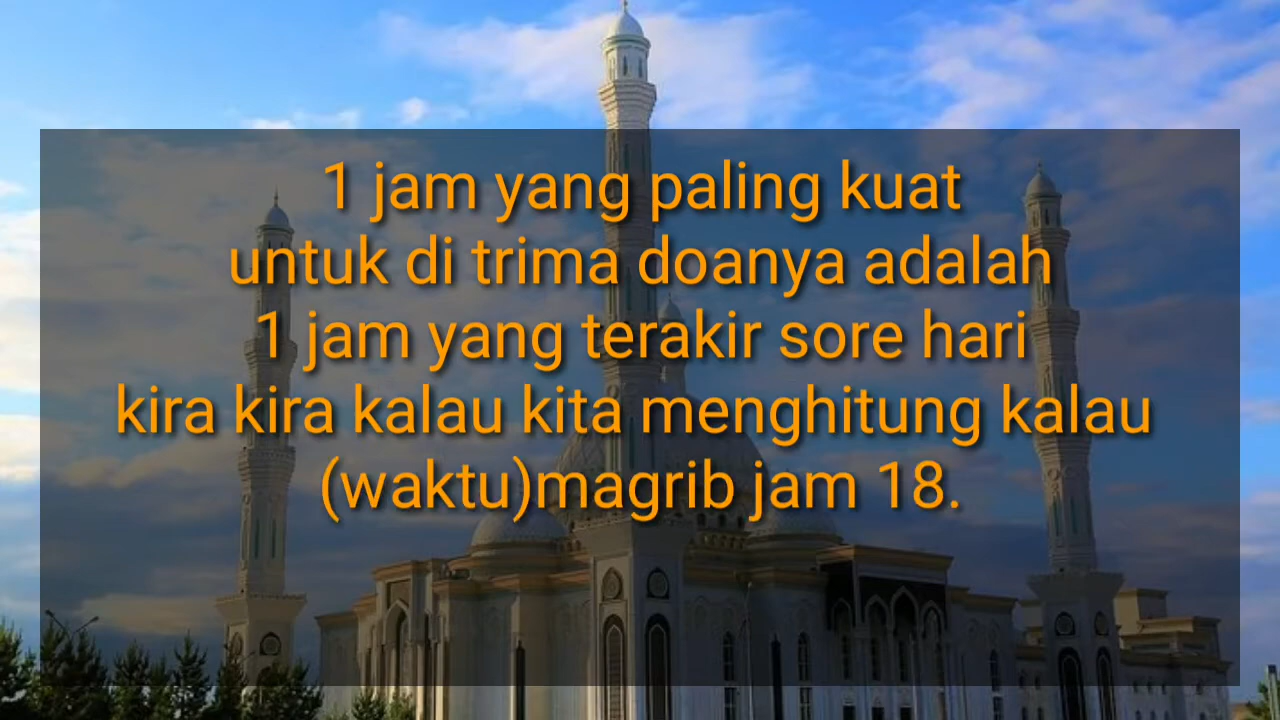 1 jam yang paling kuat
untuk di trima doanya adalah
1 jam yang terakir sore hari
kira kira kalau kita menghitung kalau
(waktu)magrib jam 18.